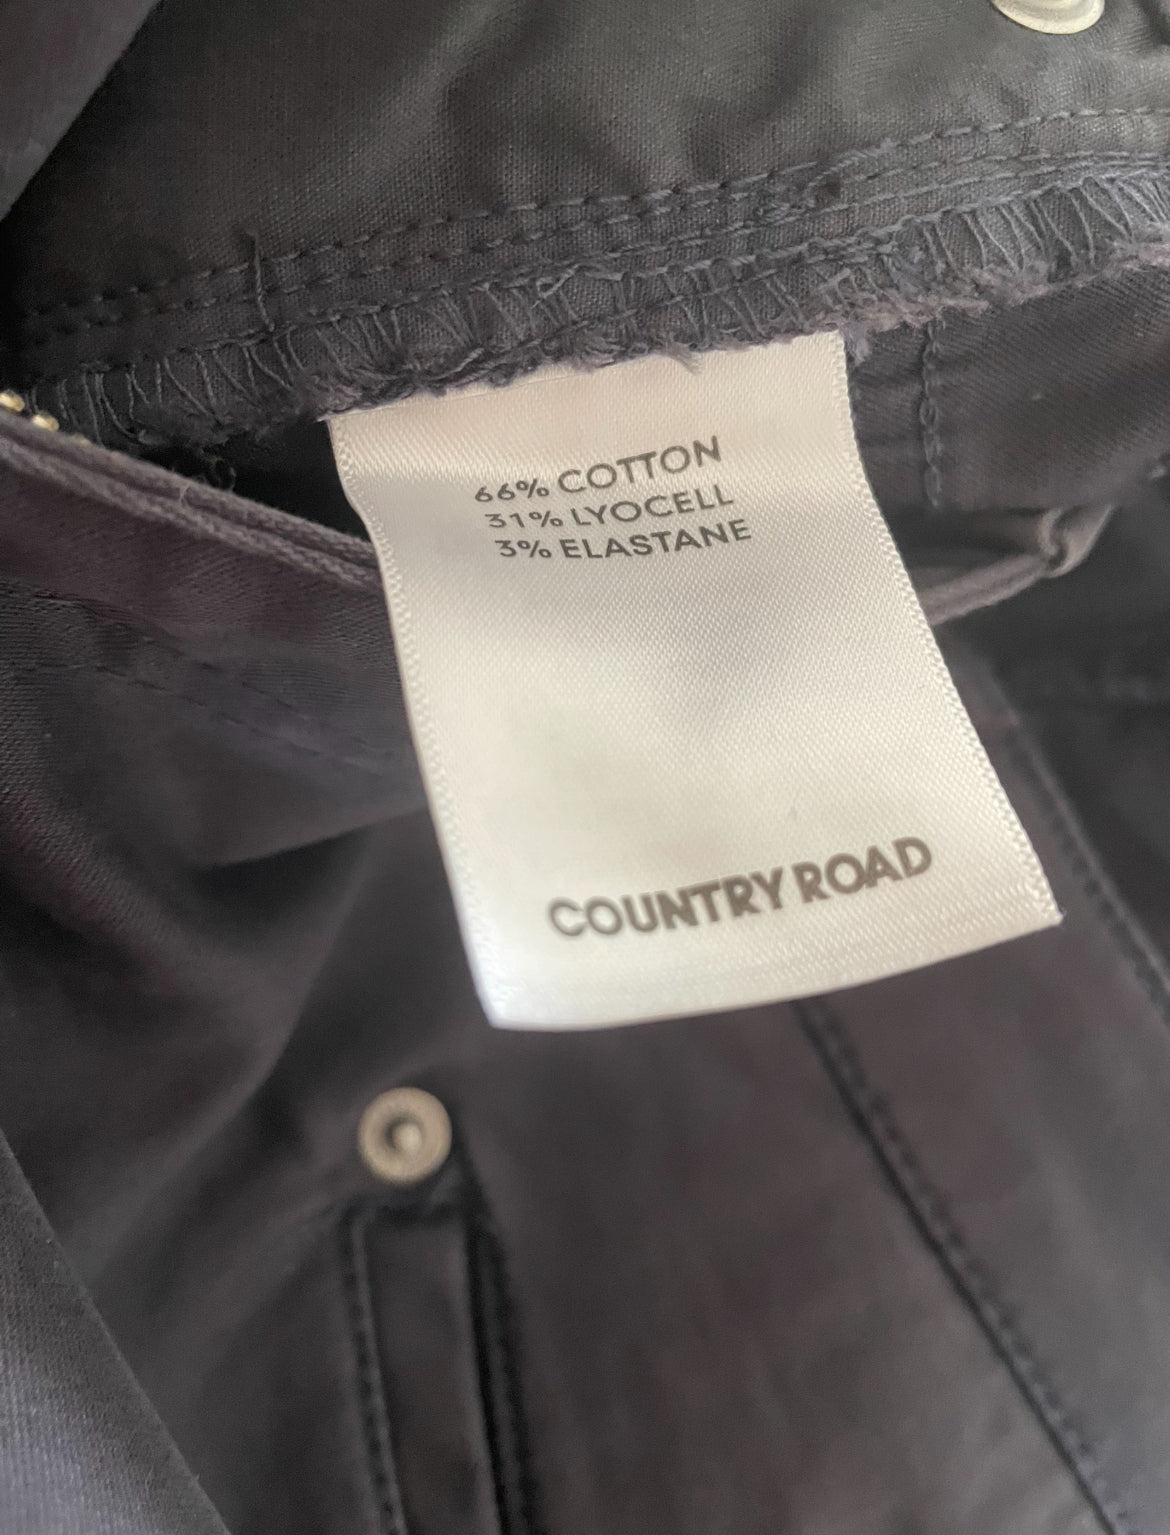 66% COTTON
31% LYOCELL
3% ELASTANE
COUNTRY ROAD